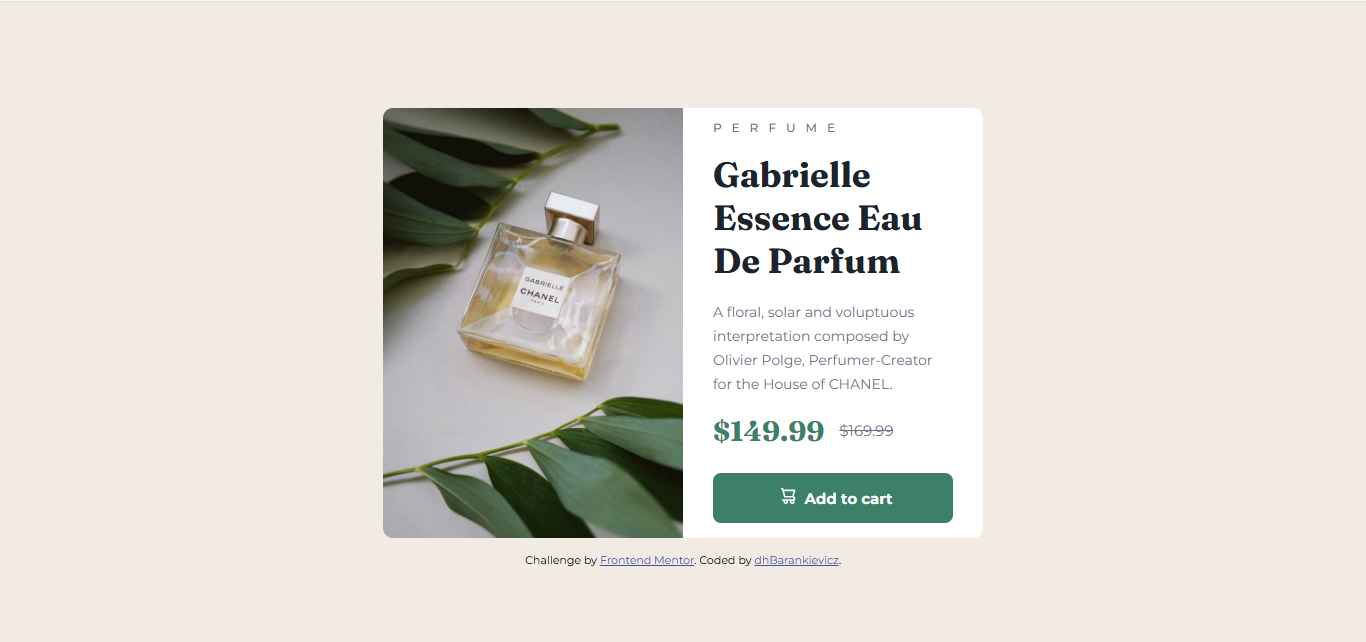 P E R F U M E
Gabrielle
Essence Eau
De Parfum
A floral, solar and voluptuous
interpretation composed by
Olivier Polge, Perfumer-Creator
for the House of CHANEL.
$149.99 $169.99
Add to cart
GABRIELLE
CHANEL
PARIS
Challenge by Frontend Mentor. Coded by dhBarankievicz.